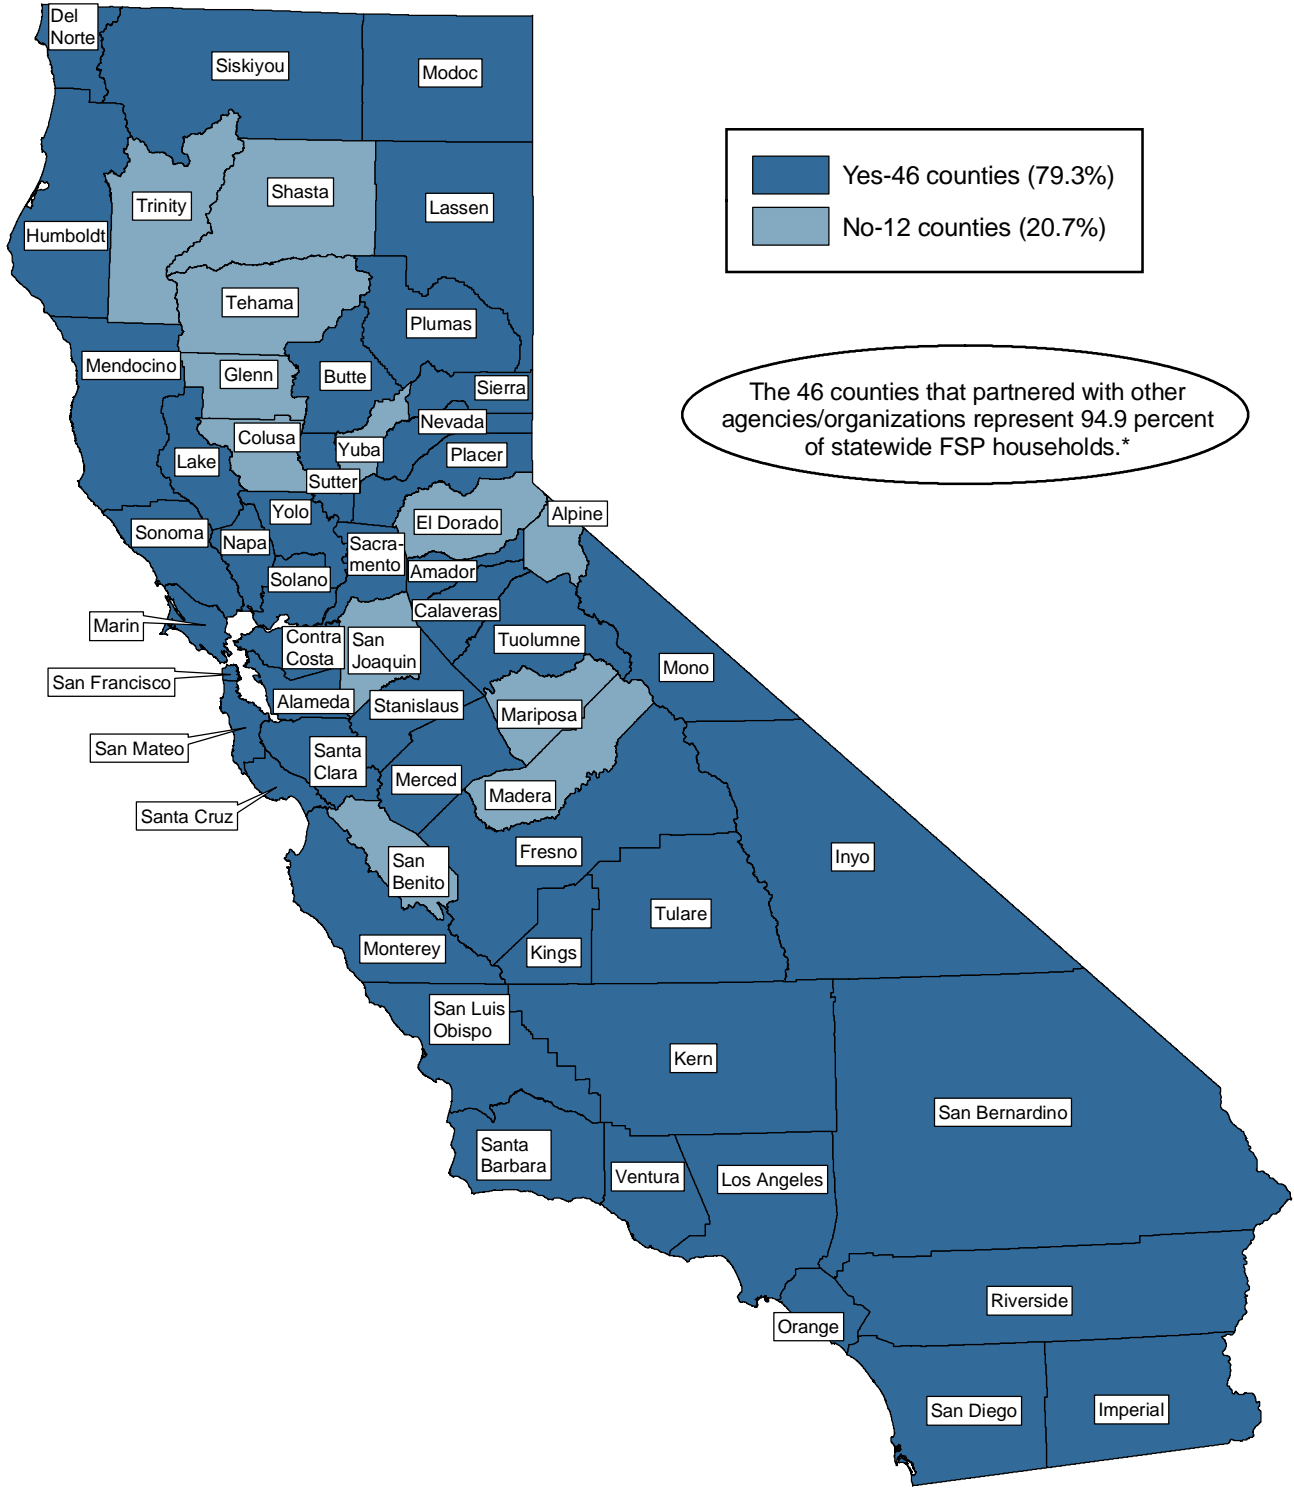 Del
Norte
Siskiyou
Modoc
Yes-46 counties (79.3%)
No-12 counties (20.7%)
Trinity
Shasta
Lassen
Humboldt
Tehama
Plumas
Mendocino
Glenn
Butte
Sierra
The 46 counties that partnered with other
agencies/organizations represent 94.9 percent
of statewide FSP households.*
Nevada
Colusa
Yuba
Placer
Lake
Sutter
Yolo
El Dorado
Alpine
Sonoma
Napa
Sacra-
mento
Solano
Amador
Calaveras
Marin
Contra
Costa
San
Joaquin
Tuolumne
Mono
San Francisco
Alameda
Stanislaus
Mariposa
San Mateo
Santa
Clara
Merced
Madera
Santa Cruz
Fresno
Inyo
San
Benito
Tulare
Monterey
Kings
San Luis
Obispo
Kern
San Bernardino
Santa
Barbara
Ventura
Los Angeles
Riverside
Orange
San Diego
Imperial